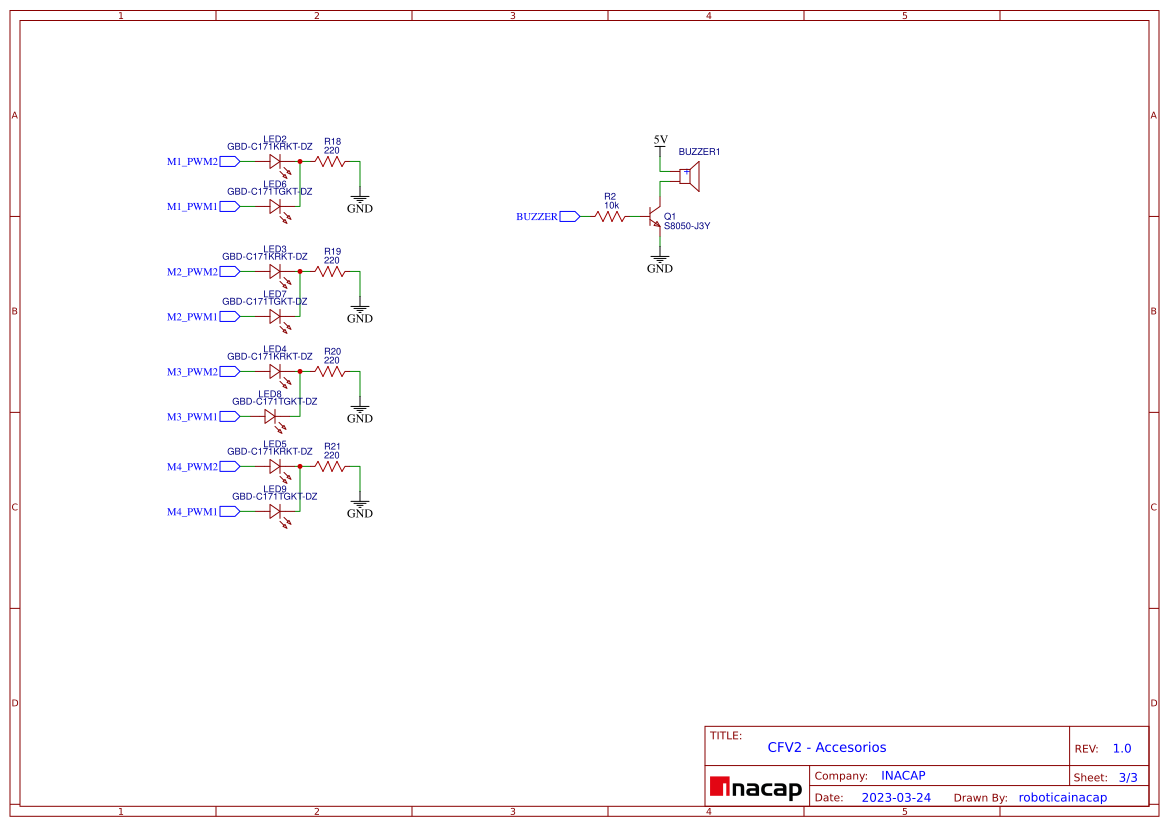 1 2 3 4 5
A A
B B
C C
D D
LED2
GBD-C171KRKT-DZ
R18
220
M1_PWM2
LED6
GBD-C171TGKT-DZ
M1_PWM1
GND
LED3
GBD-C171KRKT-DZ
R19
220
M2_PWM2
LED7
GBD-C171TGKT-DZ
M2_PWM1
GND
LED4
GBD-C171KRKT-DZ
R20
220
M3_PWM2
LED8
GBD-C171TGKT-DZ
M3_PWM1
GND
LED5
GBD-C171KRKT-DZ
R21
220
M4_PWM2
LED9
GBD-C171TGKT-DZ
M4_PWM1
GND
5V
BUZZER1
+
R2
10k
BUZZER
Q1
S8050-J3Y
GND
TITLE:
CFV2 - Accesorios
REV: 1.0
inacap
Company: INACAP
Sheet: 3/3
Date: 2023-03-24 Drawn By: roboticainacap
1 2 3 4 5